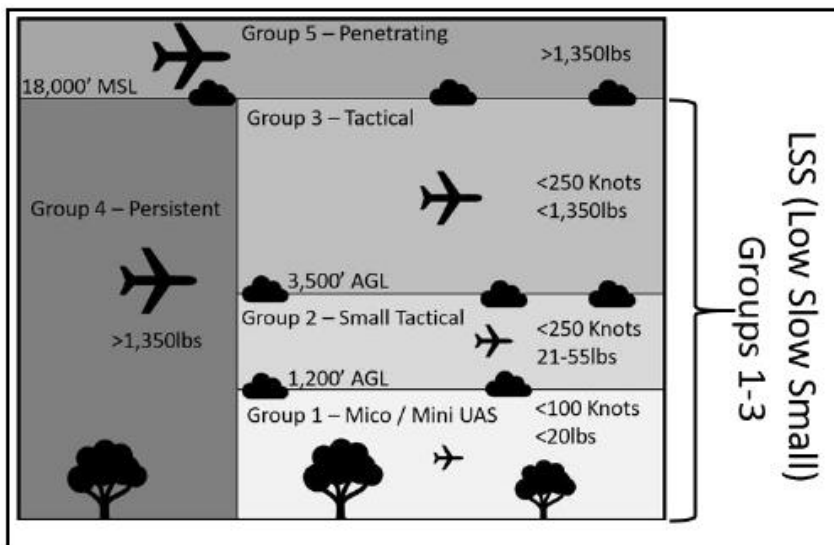 Group 5 – Penetrating
>1,350lbs
18,000’ MSL
Group 3 – Tactical
<250 Knots
<1,350lbs
Group 4 – Persistent
>1,350lbs
3,500’ AGL
Group 2 – Small Tactical
<250 Knots
21-55lbs
1,200’ AGL
Group 1 – Mico / Mini UAS
<100 Knots
<20lbs
LSS (Low Slow Small)
Groups 1-3